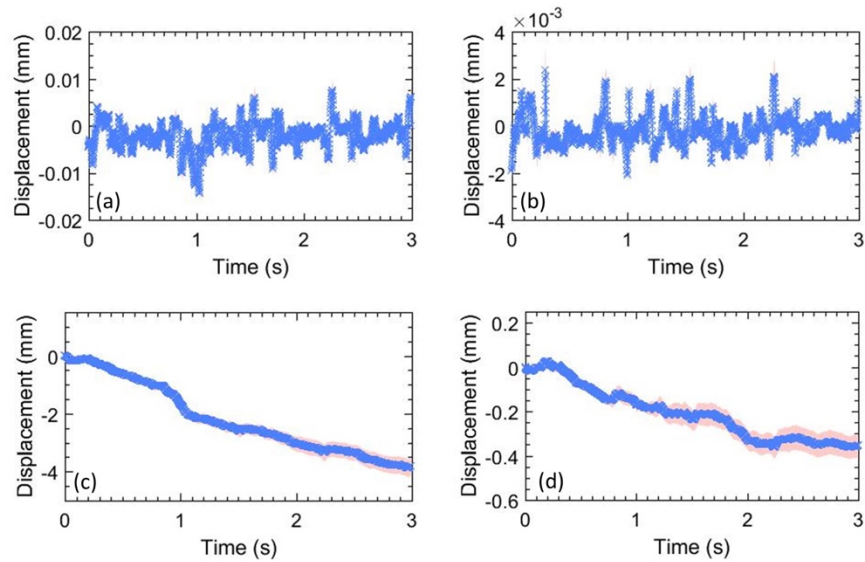 0.02
0.01
0
-0.01
-0.02
Displacement (mm)
(a)
0 1 2 3
Time (s)
× 10-3
4
2
0
-2
-4
Displacement (mm)
(b)
0 1 2 3
Time (s)
0
-2
-4
Displacement (mm)
(c)
0 1 2 3
Time (s)
0.2
0
-0.2
-0.4
-0.6
Displacement (mm)
(d)
0 1 2 3
Time (s)